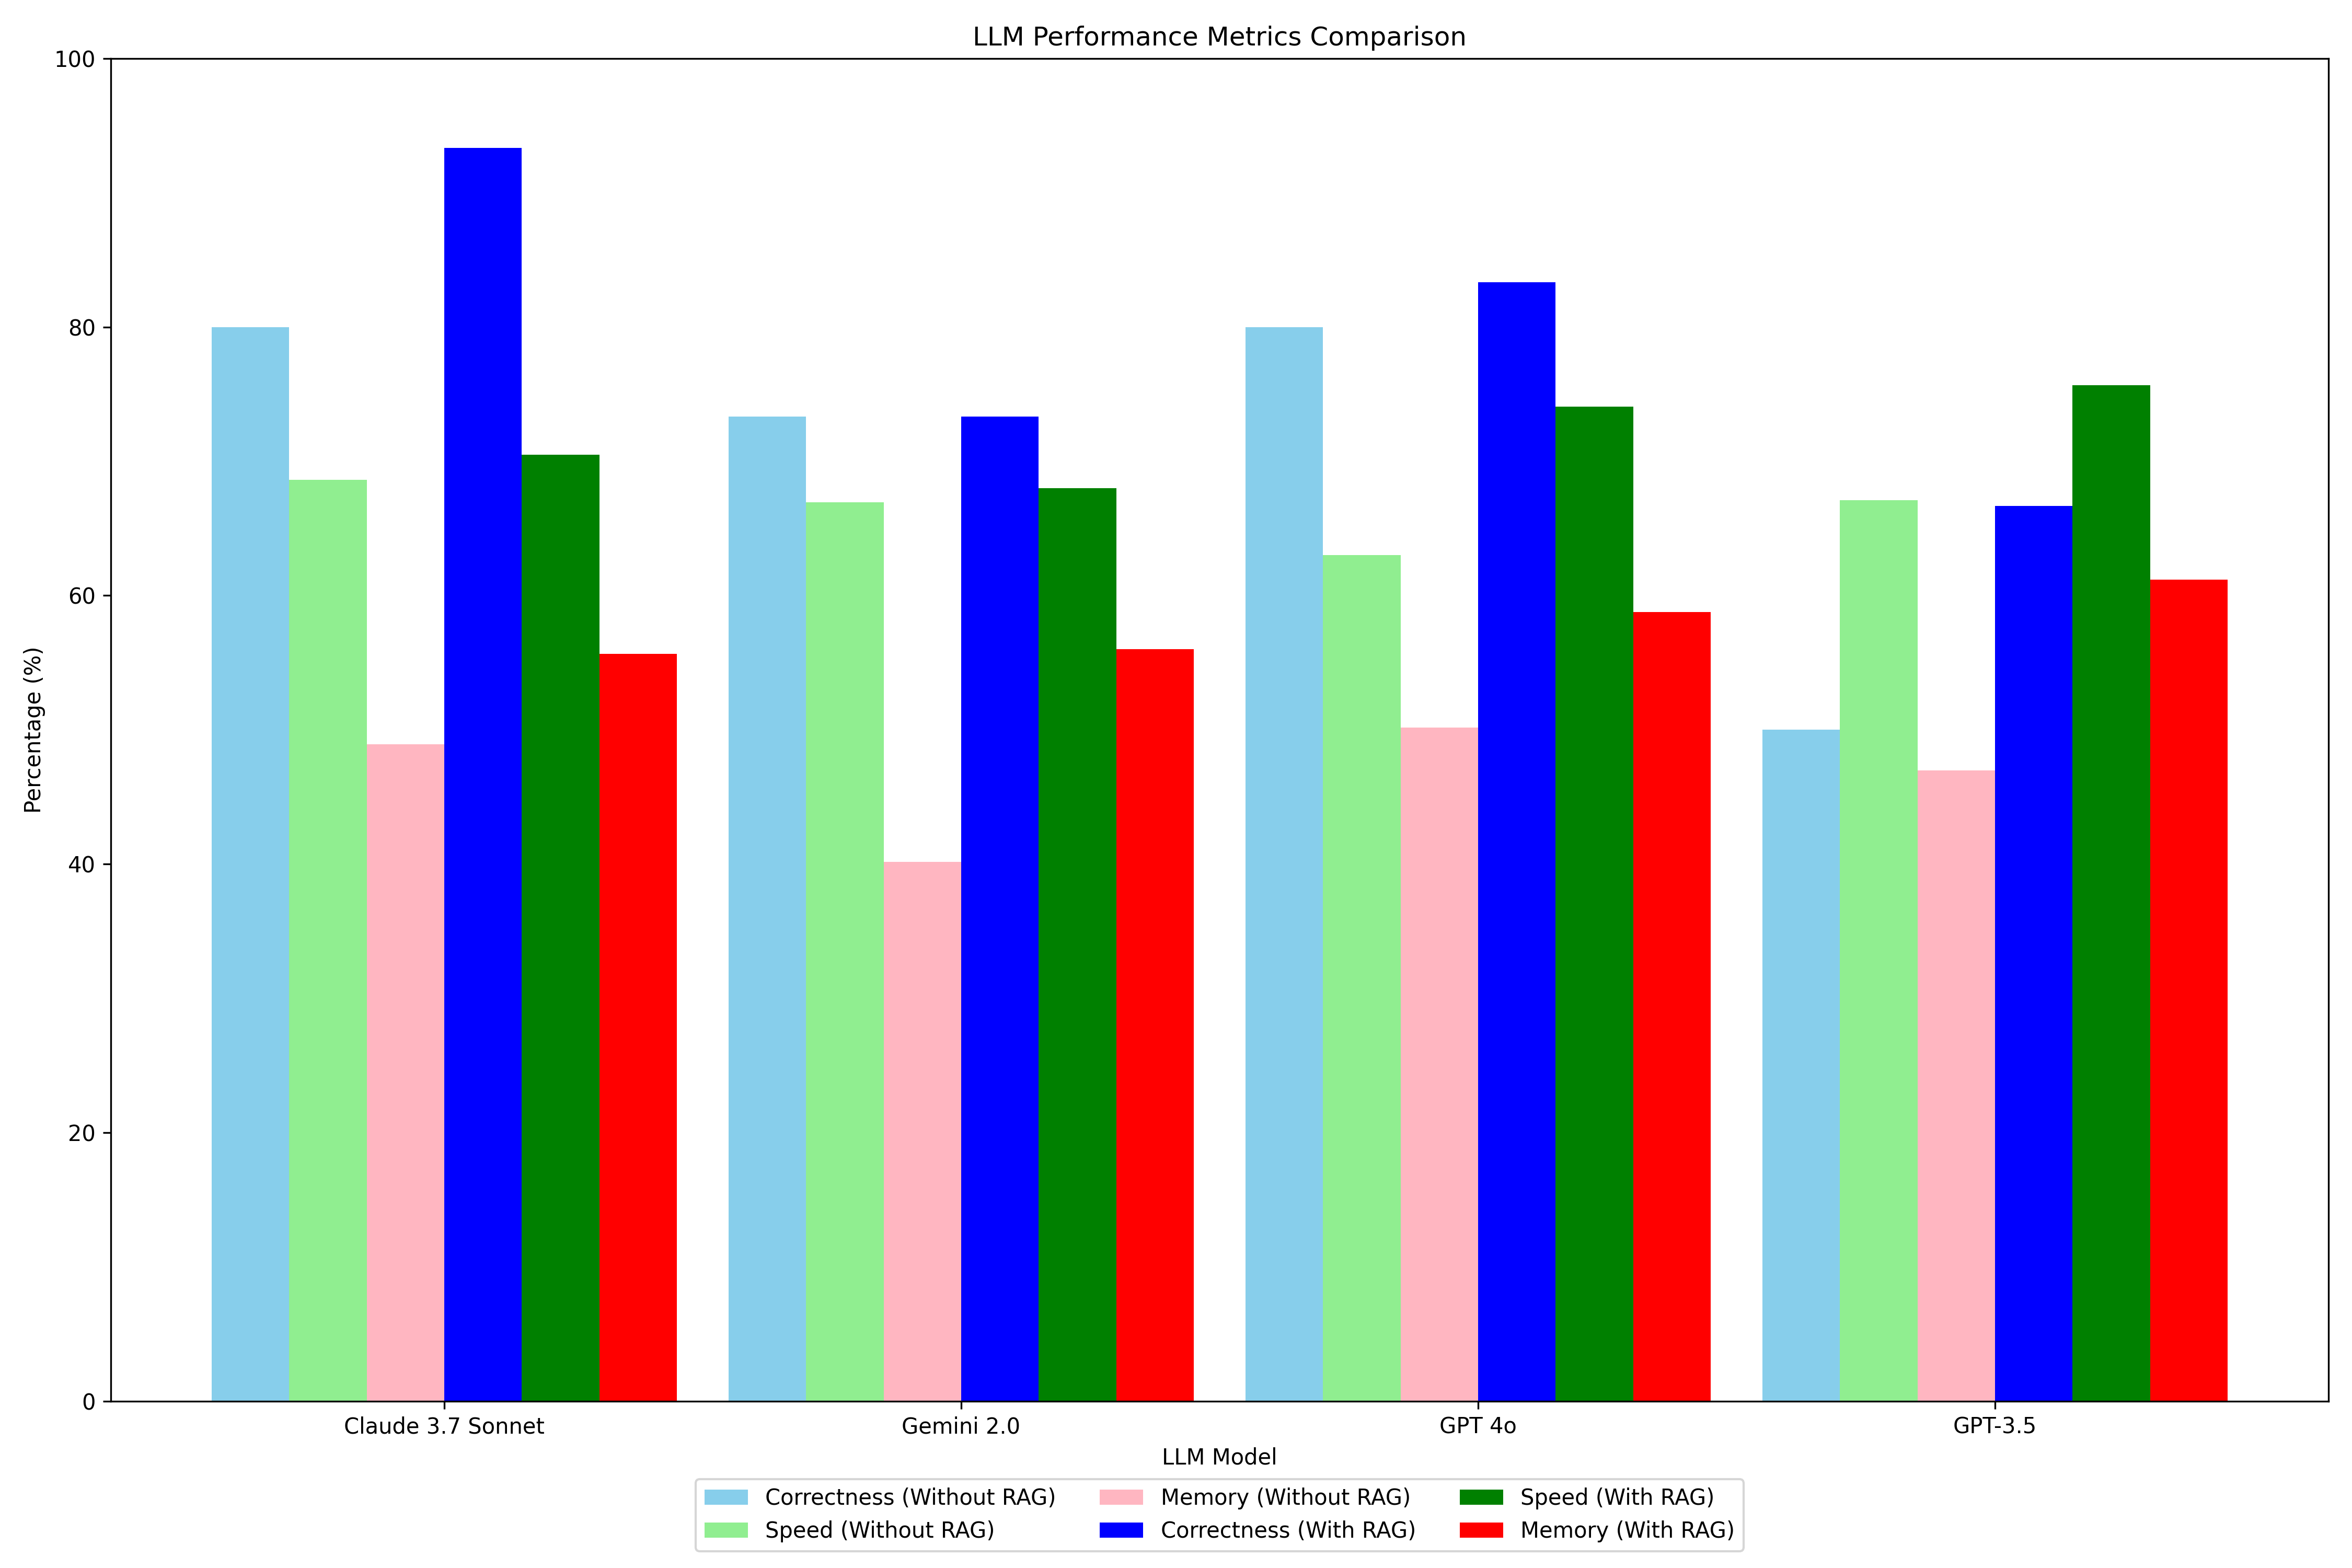 LLM Performance Metrics Comparison
100
80
60
40
20
0
Percentage (%)
Claude 3.7 Sonnet
Gemini 2.0
GPT 4o
GPT-3.5
LLM Model
Correctness (Without RAG)
Speed (Without RAG)
Memory (Without RAG)
Correctness (With RAG)
Speed (With RAG)
Memory (With RAG)